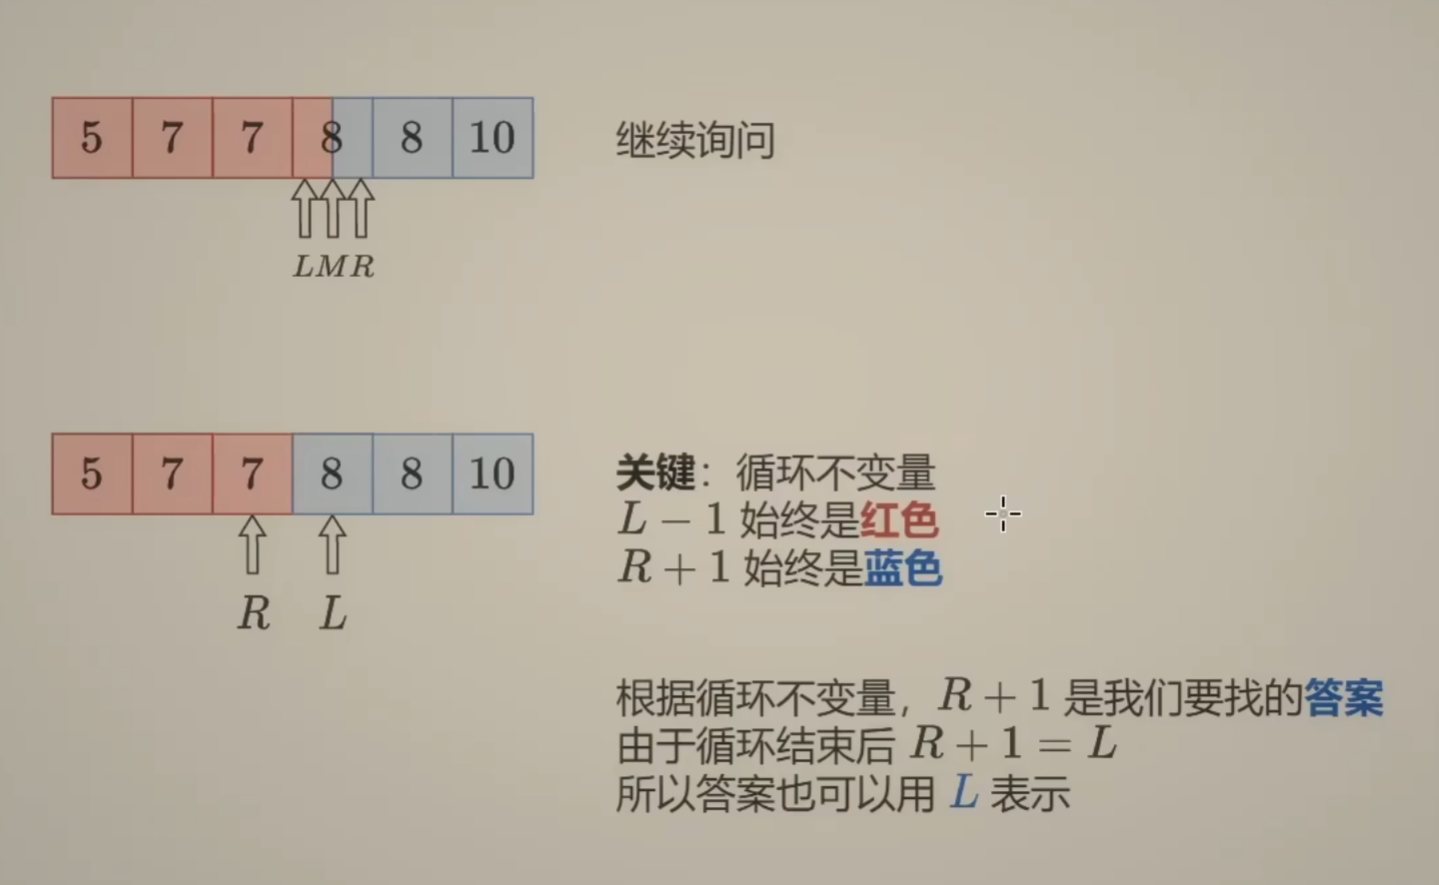 5 7 7 8 8 10
继续询问
L M R
5 7 7 8 8 10
关键：循环不变量
L − 1 始终是红色
R + 1 始终是蓝色
R L
根据循环不变量，R + 1 是我们要找的答案
由于循环结束后 R + 1 = L
所以答案也可以用 L 表示